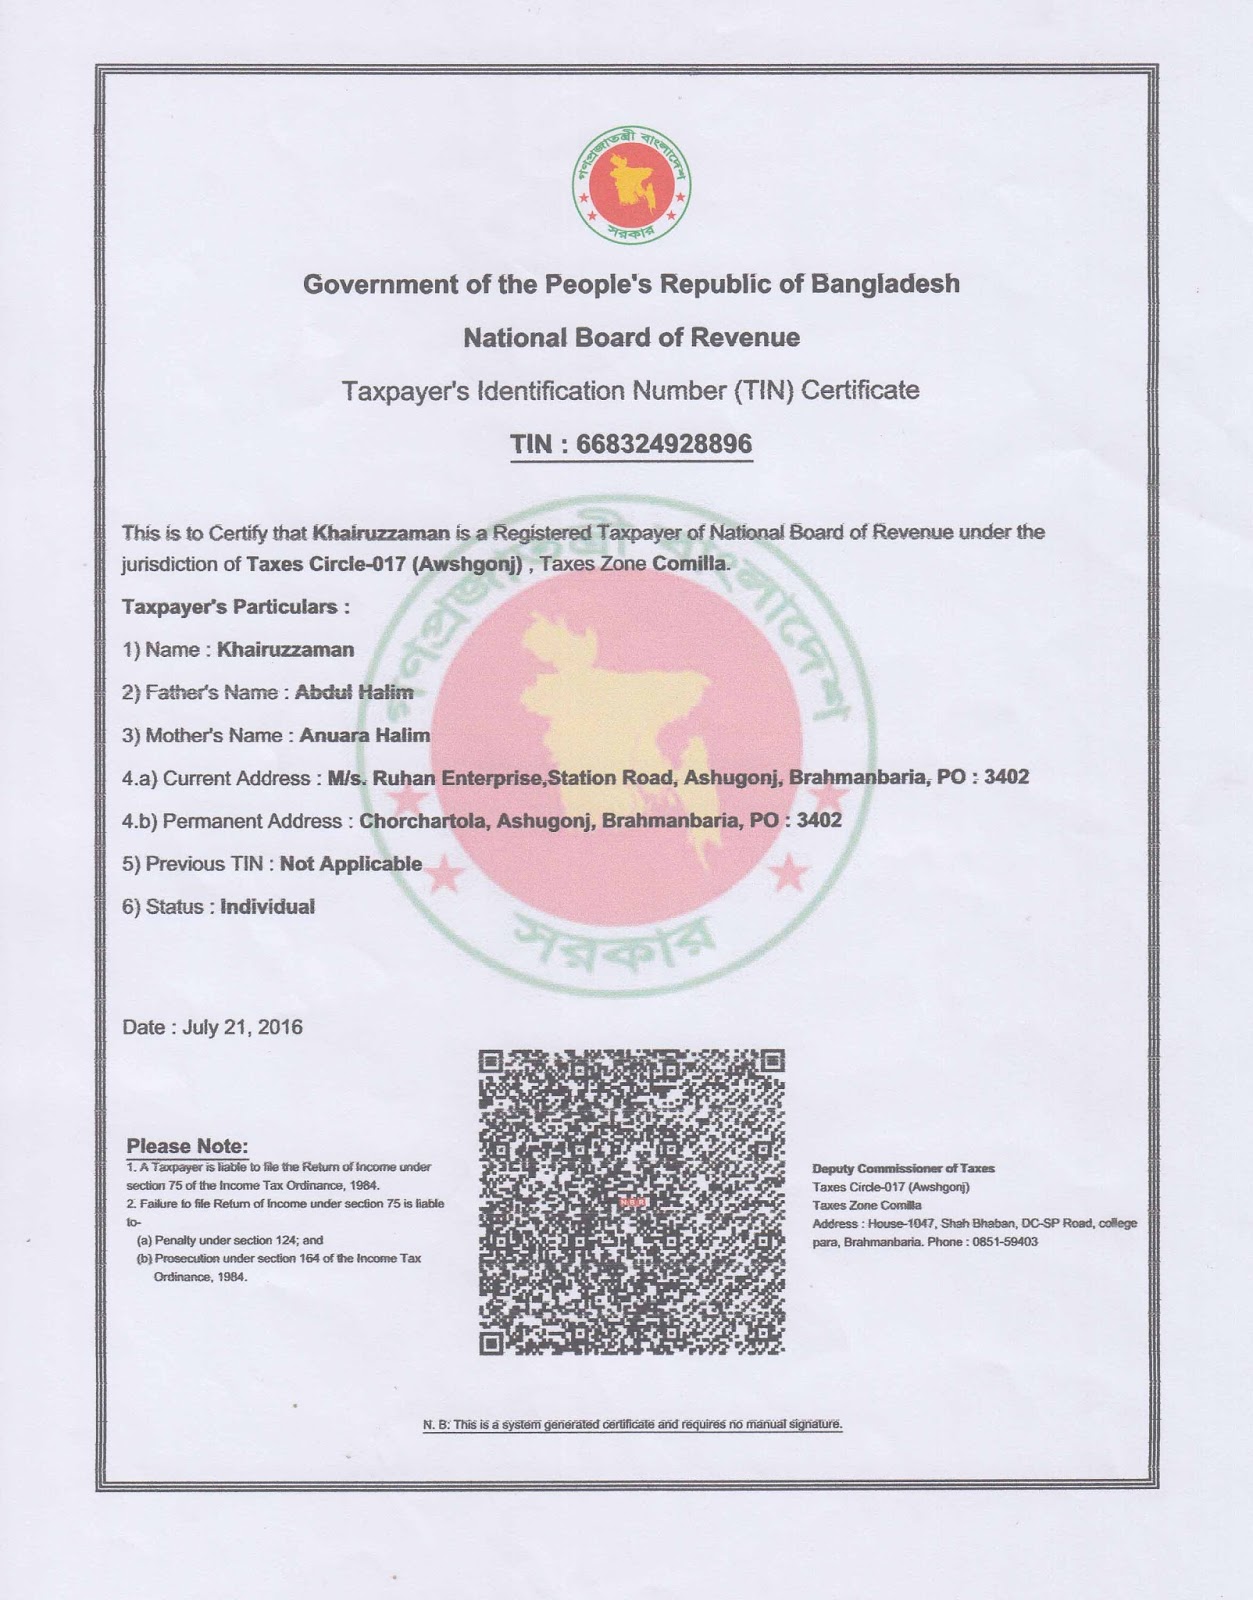 গণপ্রজাতন্ত্রী বাংলাদেশ
সরকার
Government of the People's Republic of Bangladesh
National Board of Revenue
Taxpayer's Identification Number (TIN) Certificate
TIN : 668324928896
This is to Certify that Khairuzzaman is a Registered Taxpayer of National Board of Revenue under the
jurisdiction of Taxes Circle-017 (Awshgonj) , Taxes Zone Comilla.
Taxpayer's Particulars :
1) Name : Khairuzzaman
2) Father's Name : Abdul Halim
3) Mother's Name : Anuara Halim
4.a) Current Address : M/s. Ruhan Enterprise,Station Road, Ashugonj, Brahmanbaria, PO : 3402
4.b) Permanent Address : Chorchartola, Ashugonj, Brahmanbaria, PO : 3402
5) Previous TIN : Not Applicable
6) Status : Individual
গণপ্রজাতন্ত্রী বাংলাদেশ
সরকার
Date : July 21, 2016
Please Note:
1. A Taxpayer is liable to file the Return of Income under
section 75 of the Income Tax Ordinance, 1984.
2. Failure to file Return of Income under section 75 is liable
to-
(a) Penalty under section 124; and
(b) Prosecution under section 164 of the Income Tax
Ordinance, 1984.
NBR
Deputy Commissioner of Taxes
Taxes Circle-017 (Awshgonj)
Taxes Zone Comilla
Address : House-1047, Shah Bhaban, DC-SP Road, college
para, Brahmanbaria. Phone : 0851-59403
N. B: This is a system generated certificate and requires no manual signature.